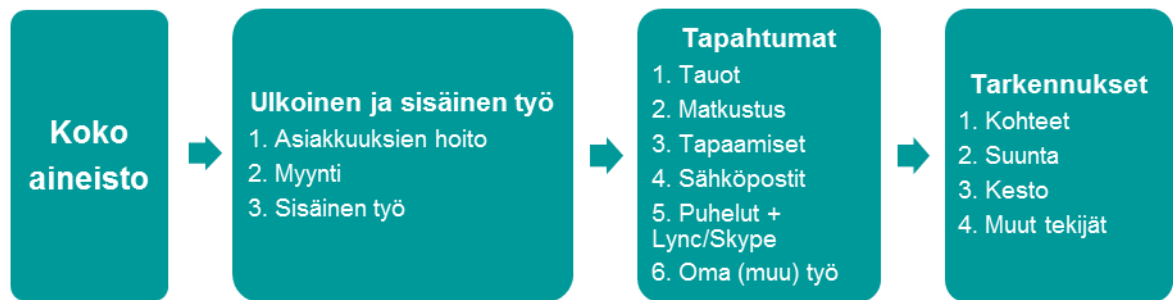 Koko
aineisto
Ulkoinen ja sisäinen työ
1. Asiakkuuksien hoito
2. Myynti
3. Sisäinen työ
Tapahtumat
1. Tauot
2. Matkustus
3. Tapaamiset
4. Sähköpostit
5. Puhelut +
Lync/Skype
6. Oma (muu) työ
Tarkennukset
1. Kohteet
2. Suunta
3. Kesto
4. Muut tekijät